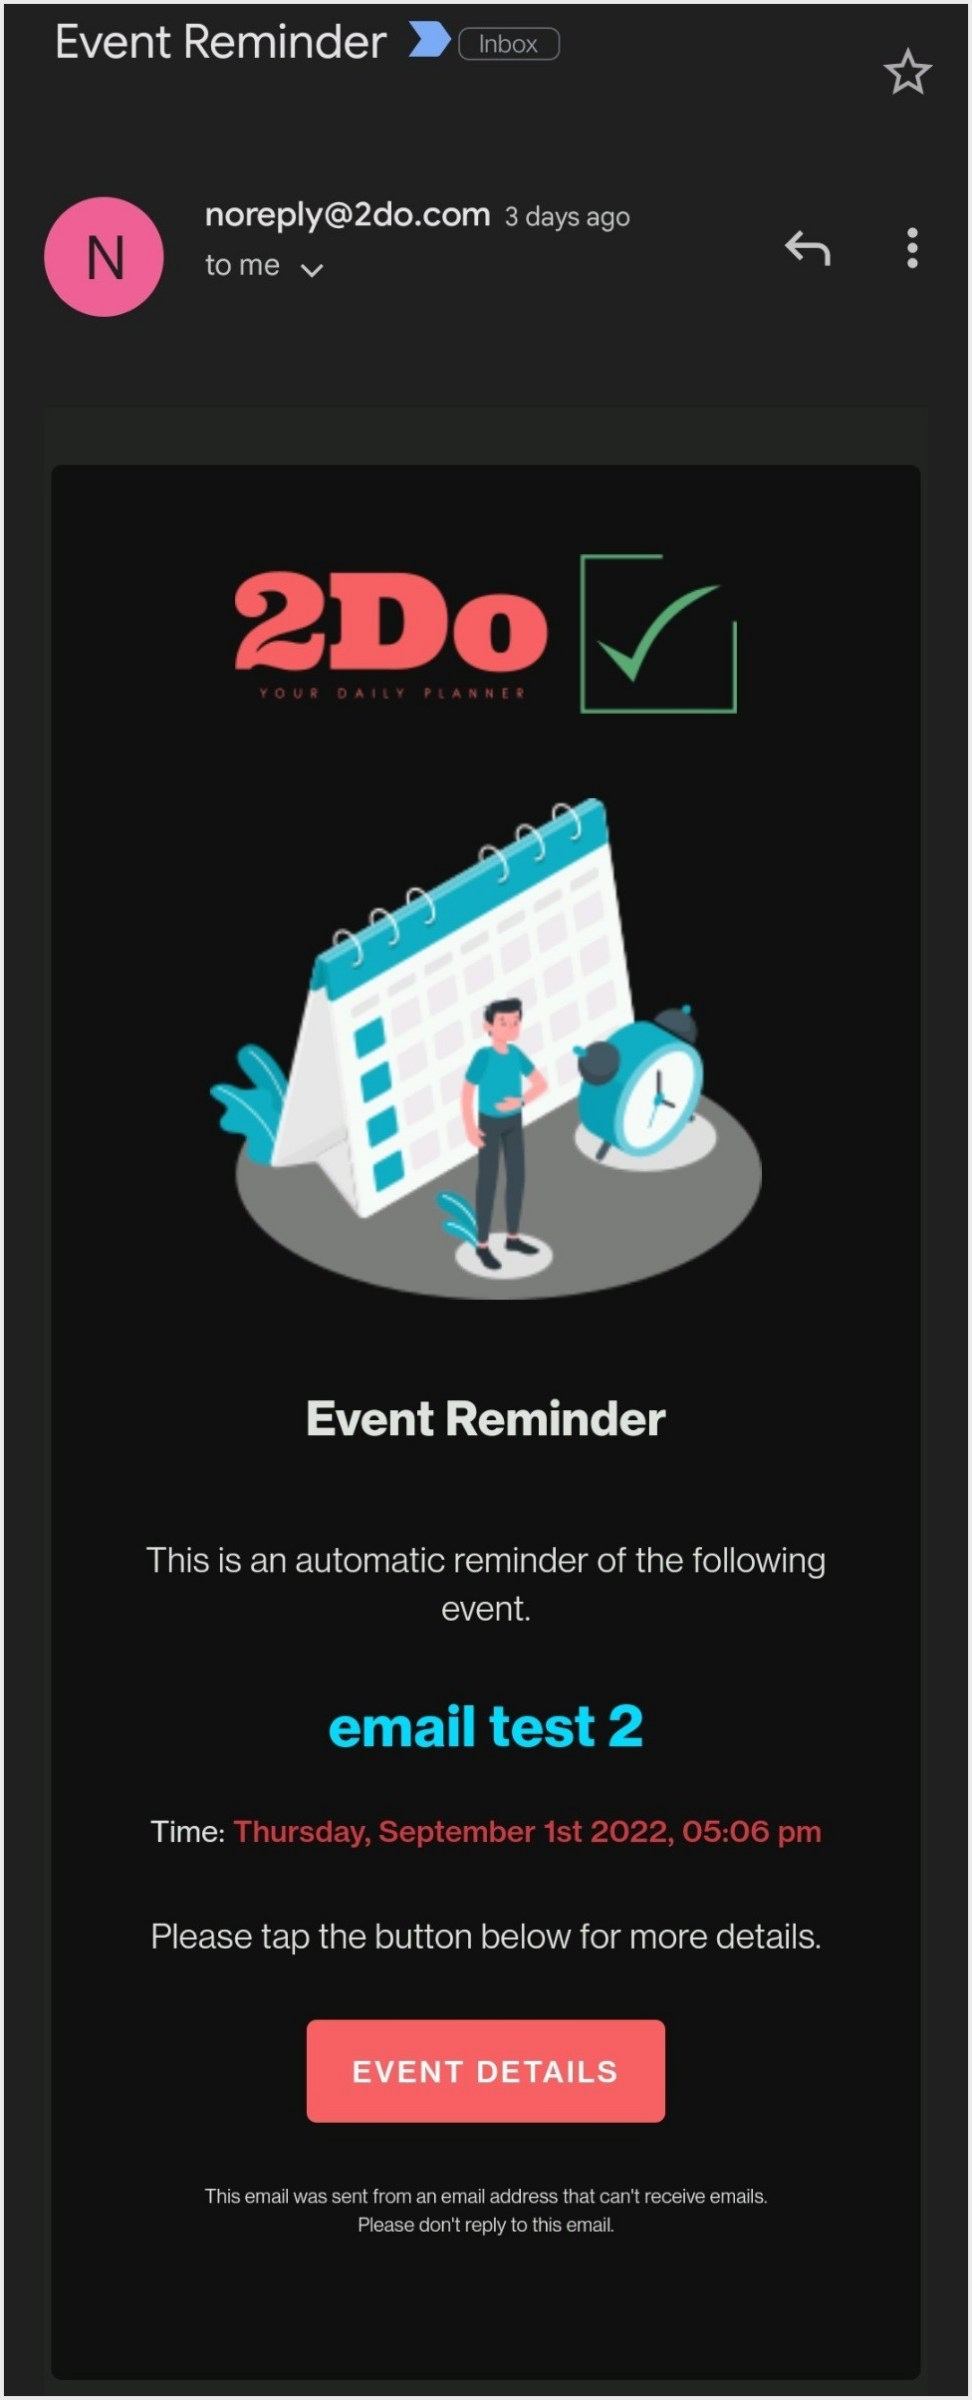 Event Reminder Inbox
noreply@2do.com 3 days ago
N
to me
2Do
YOUR DAILY PLANNER
Event Reminder
This is an automatic reminder of the following
event.
email test 2
Time: Thursday, September 1st 2022, 05:06 pm
Please tap the button below for more details.
EVENT DETAILS
This email was sent from an email address that can't receive emails.
Please don't reply to this email.